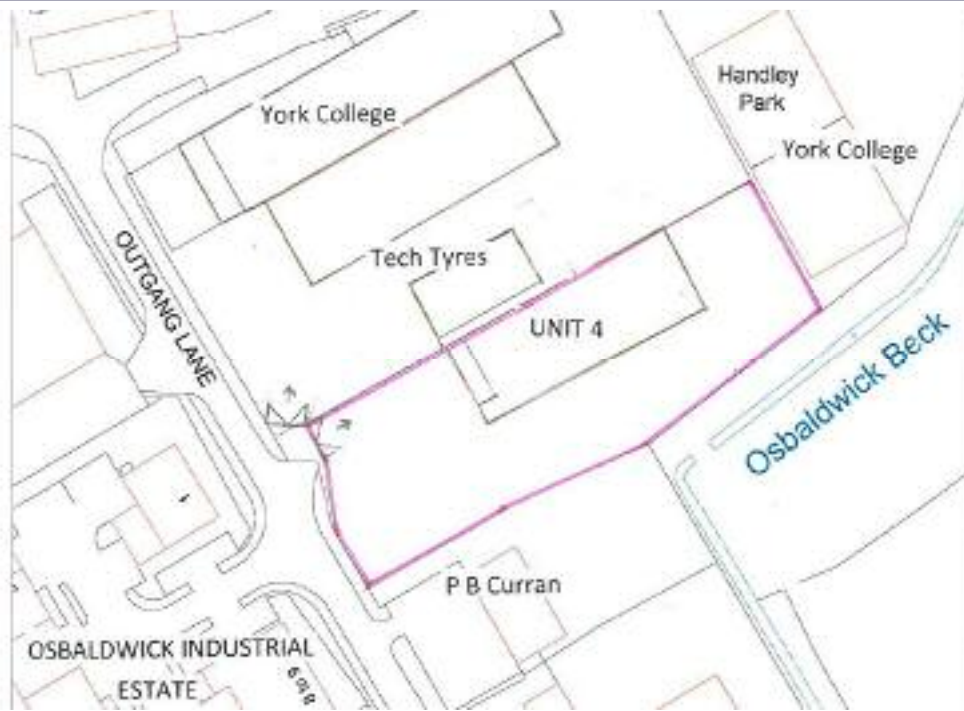 York College
Handley
Park
York College
OUTGANG LANE
Tech Tyres
UNIT 4
Osbaldwick Beck
P B Curran
OSBALDWICK INDUSTRIAL
ESTATE